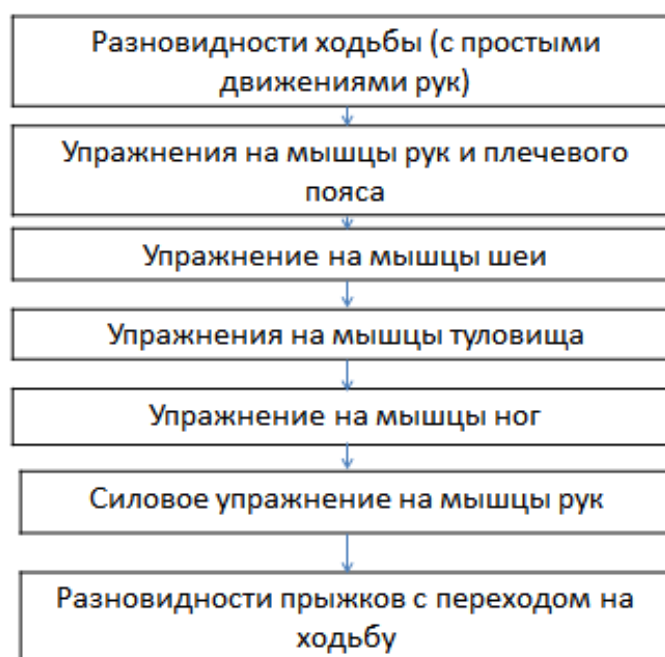 Разновидности ходьбы (с простыми
движениями рук)
Упражнения на мышцы рук и плечевого
пояса
Упражнение на мышцы шеи
Упражнения на мышцы туловища
Упражнение на мышцы ног
Силовое упражнение на мышцы рук
Разновидности прыжков с переходом на
ходьбу